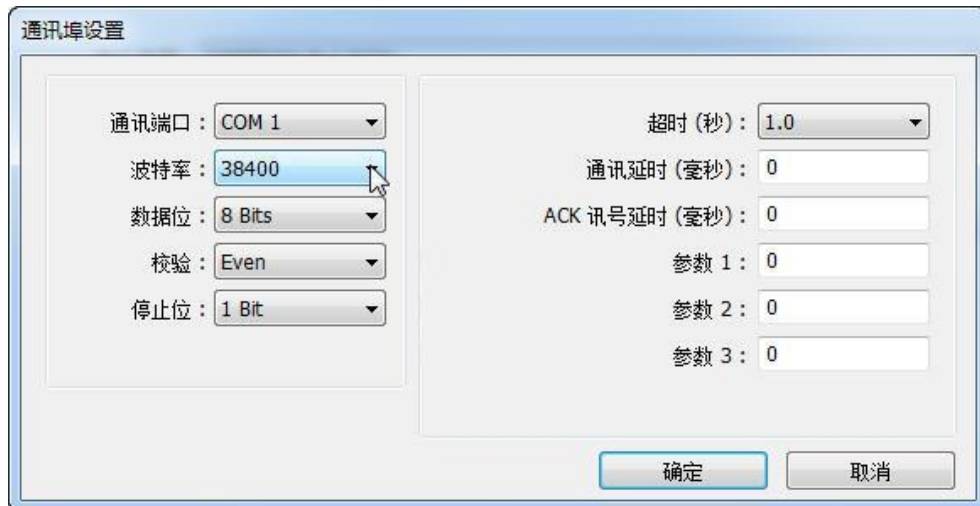 通讯埠设置
通讯端口：COM 1
波特率：38400
数据位：8 Bits
校验：Even
停止位：1 Bit
超时 (秒)：1.0
通讯延时 (毫秒)：0
ACK 讯号延时 (毫秒)：0
参数 1：0
参数 2：0
参数 3：0
确定
取消